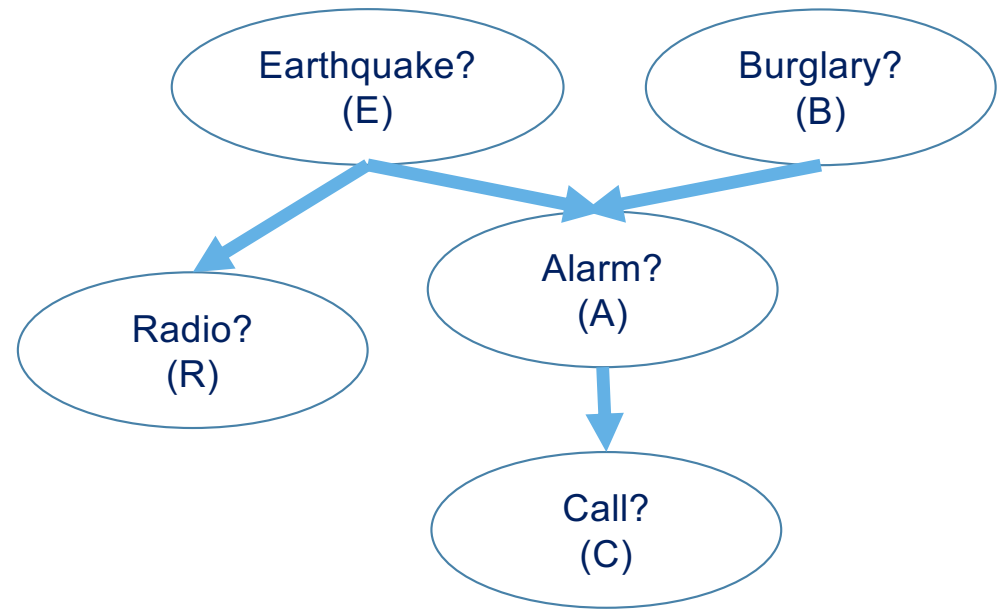 Earthquake?
(E)
Burglary?
(B)
Alarm?
(A)
Radio?
(R)
Call?
(C)